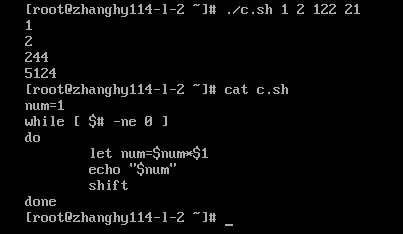 [root@zhanghy114-l-2 ~]# ./c.sh 1 2 122 21
1
2
244
5124
[root@zhanghy114-l-2 ~]# cat c.sh
num=1
while [ $# -ne 0 ]
do
        let num=$num*$1
        echo "$num"
        shift
done
[root@zhanghy114-l-2 ~]# _